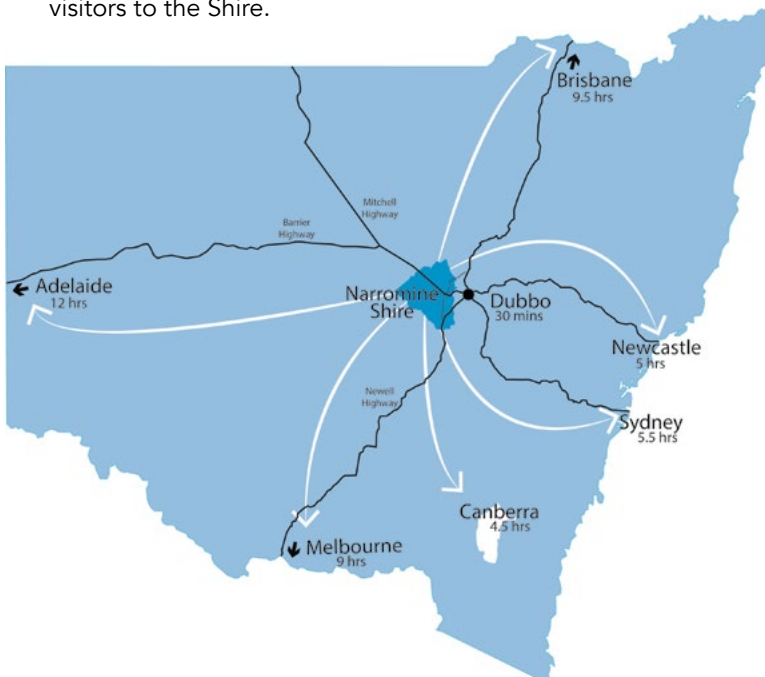 visitors to the Shire.
Brisbane
9.5 hrs
Mitchell
Highway
Barrier
Highway
Adelaide
12 hrs
Narromine
Shire
Dubbo
30 mins
Newcastle
5 hrs
Newell
Highway
Sydney
5.5 hrs
Canberra
4.5 hrs
Melbourne
9 hrs